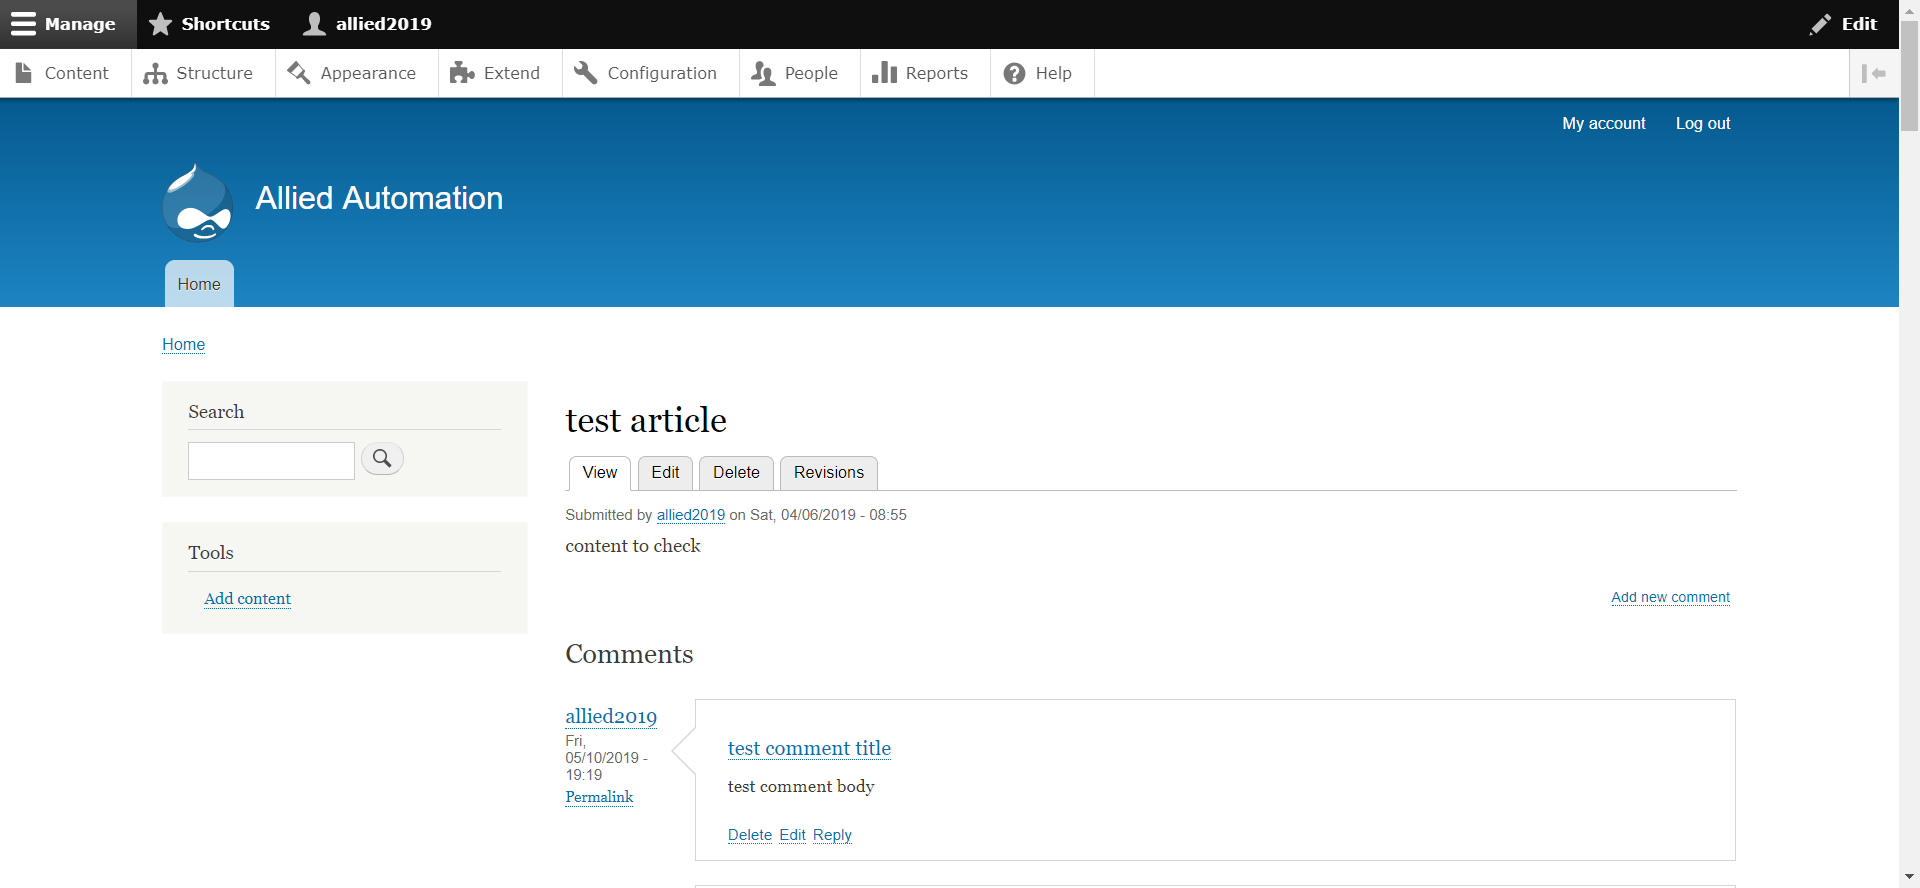 Manage Shortcuts allied2019 Edit
Content Structure Appearance Extend Configuration People Reports Help
My account Log out
Allied Automation
Home
Home
Search
Tools
Add content
test article
View Edit Delete Revisions
Submitted by allied2019 on Sat, 04/06/2019 - 08:55
content to check
Add new comment
Comments
allied2019
Fri,
05/10/2019 -
19:19
Permalink
test comment title
test comment body
Delete Edit Reply